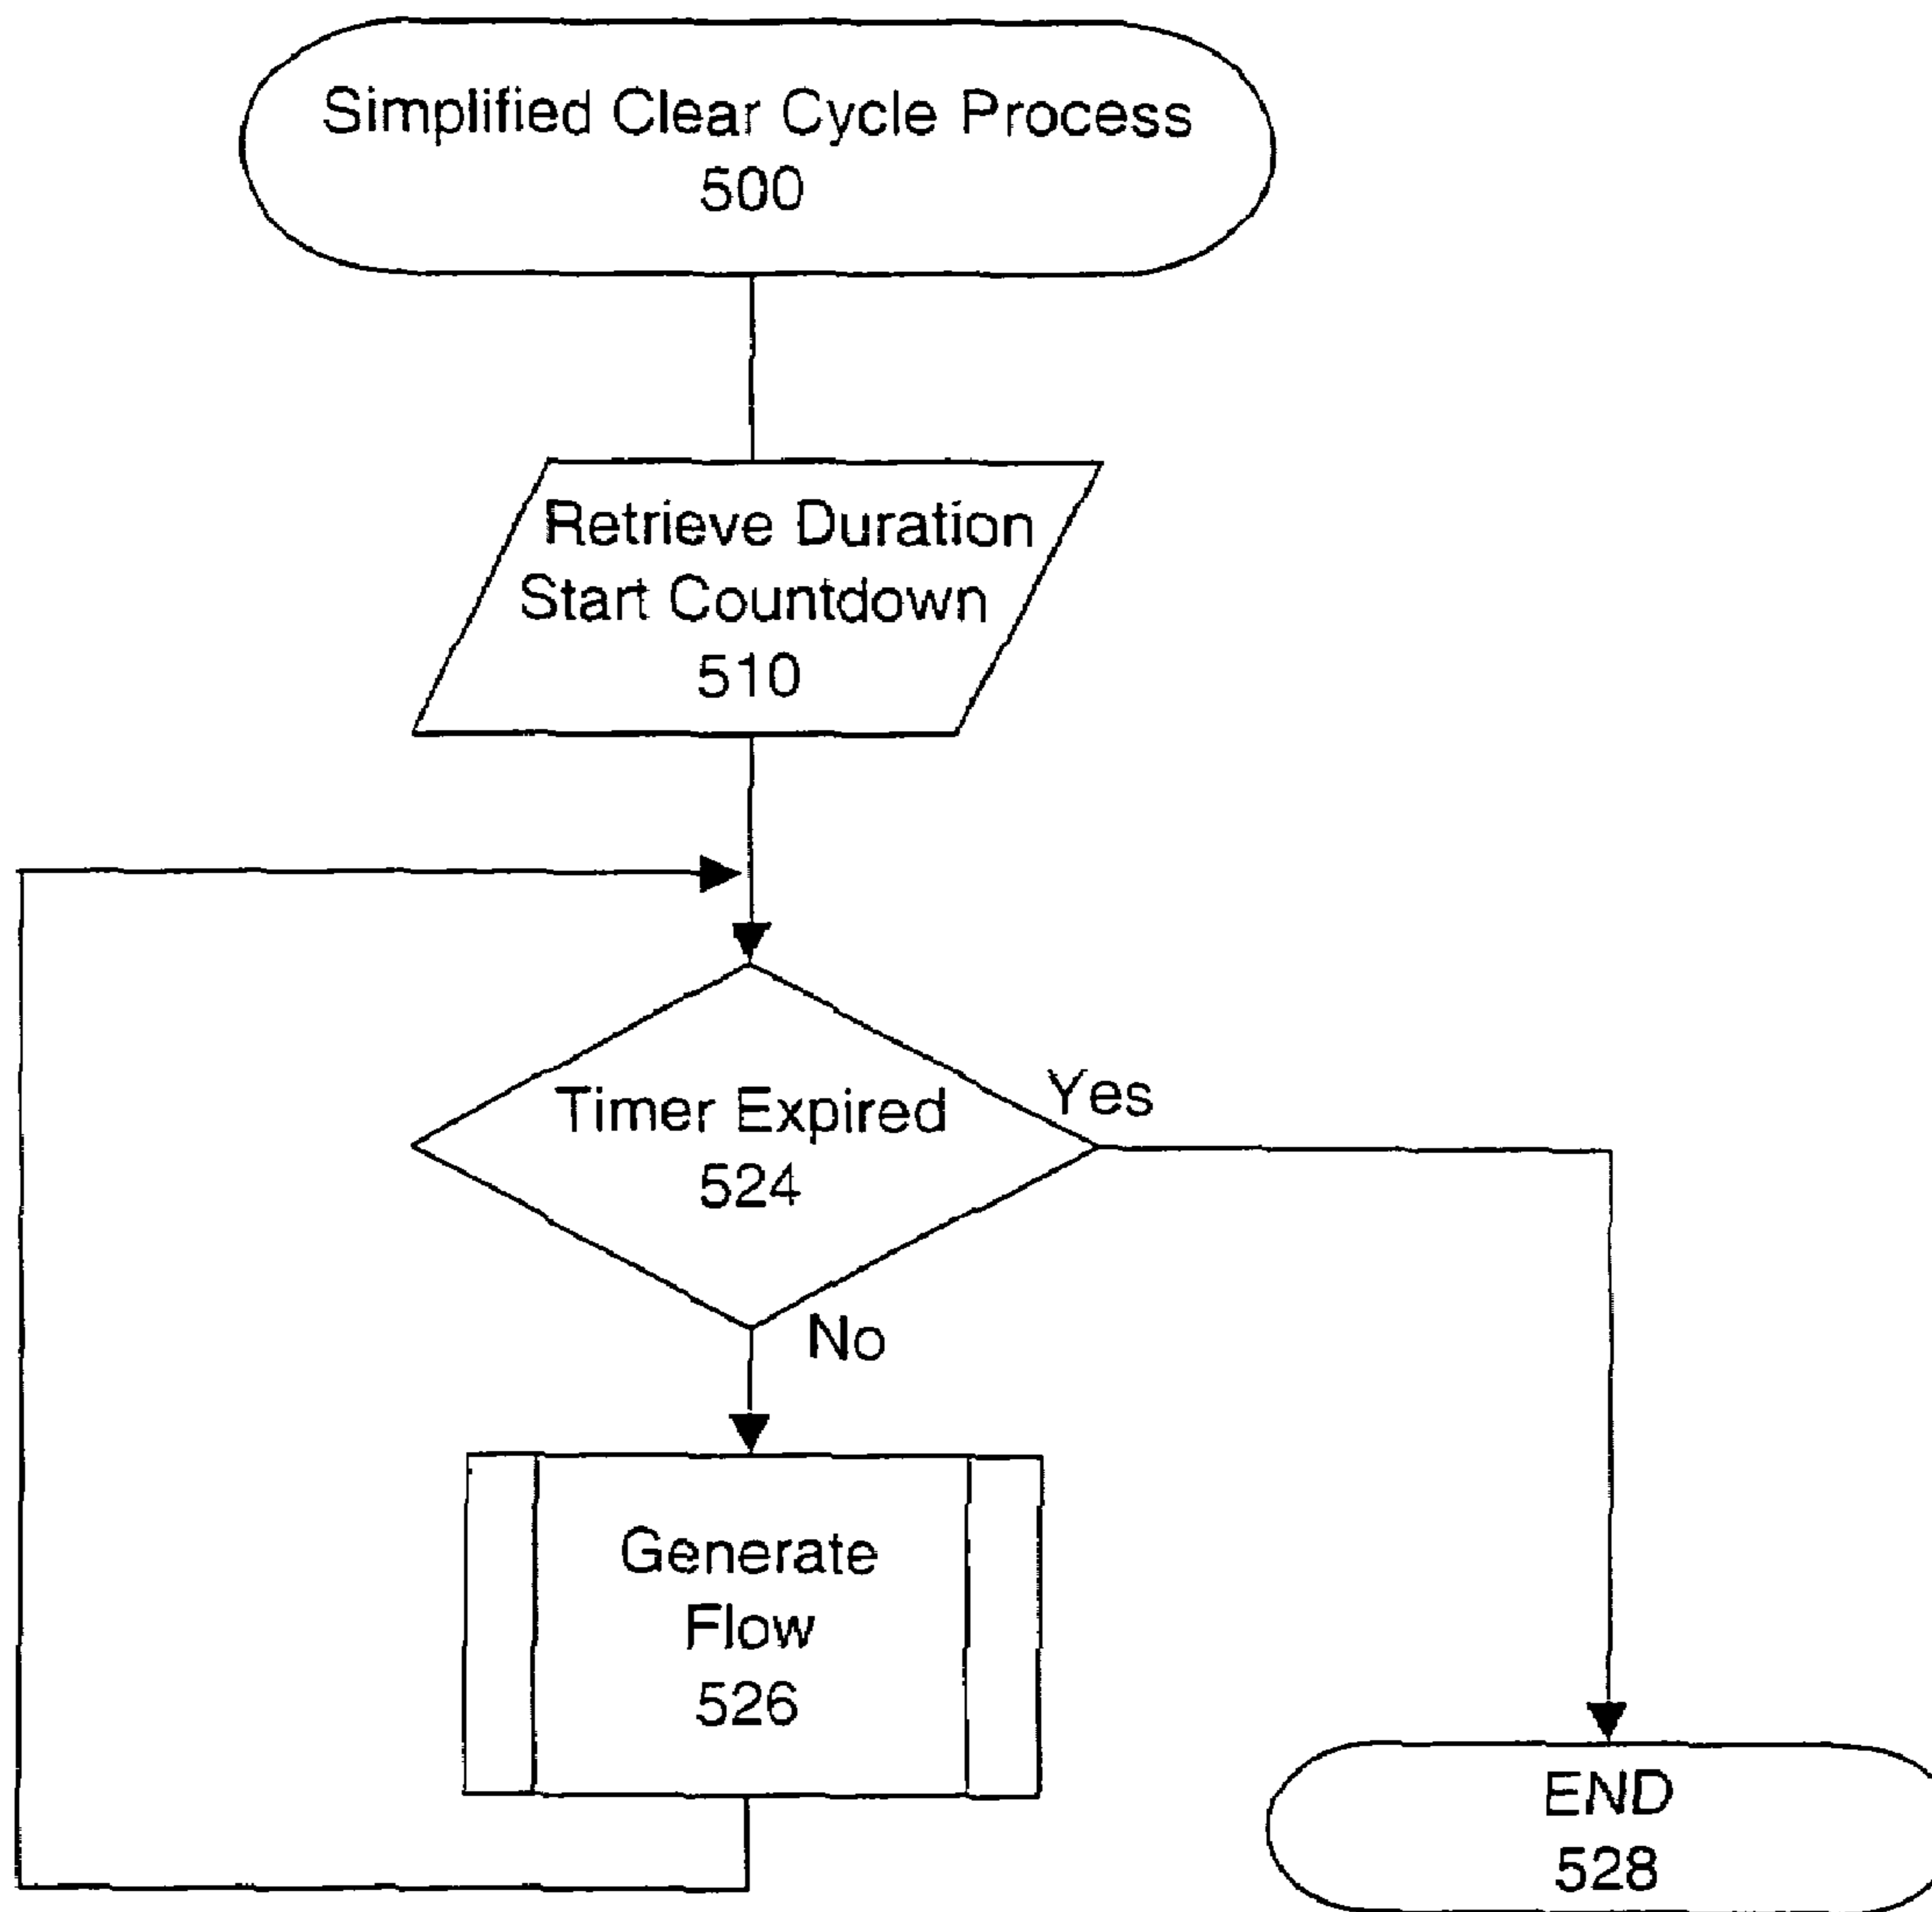 Simplified Clear Cycle Process
500
Retrieve Duration
Start Countdown
510
Timer Expired
524
Yes
No
Generate
Flow
526
END
528